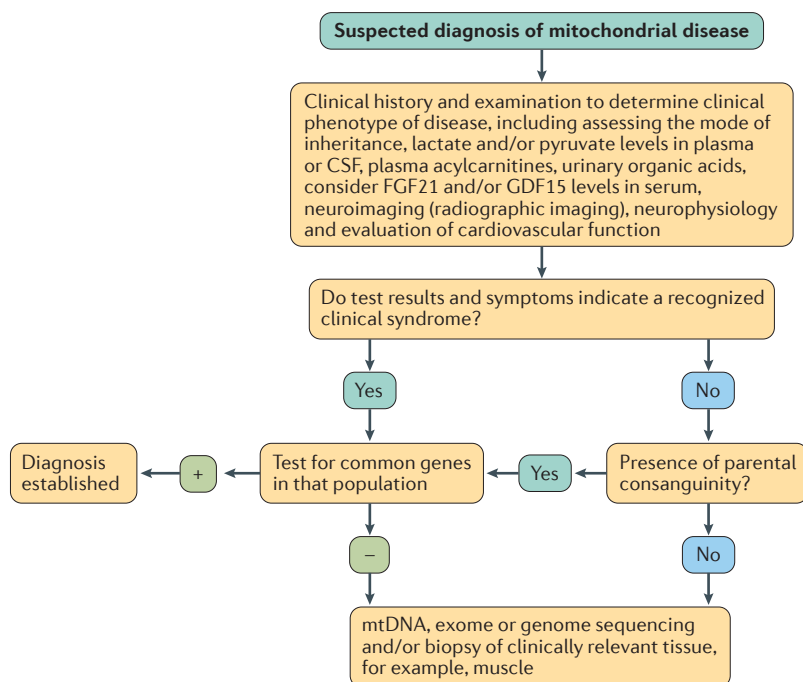 Suspected diagnosis of mitochondrial disease
Clinical history and examination to determine clinical
phenotype of disease, including assessing the mode of
inheritance, lactate and/or pyruvate levels in plasma
or CSF, plasma acylcarnitines, urinary organic acids,
consider FGF21 and/or GDF15 levels in serum,
neuroimaging (radiographic imaging), neurophysiology
and evaluation of cardiovascular function
Do test results and symptoms indicate a recognized
clinical syndrome?
Yes
No
Diagnosis
established
+
Test for common genes
in that population
Yes
Presence of parental
consanguinity?
–
No
mtDNA, exome or genome sequencing
and/or biopsy of clinically relevant tissue,
for example, muscle